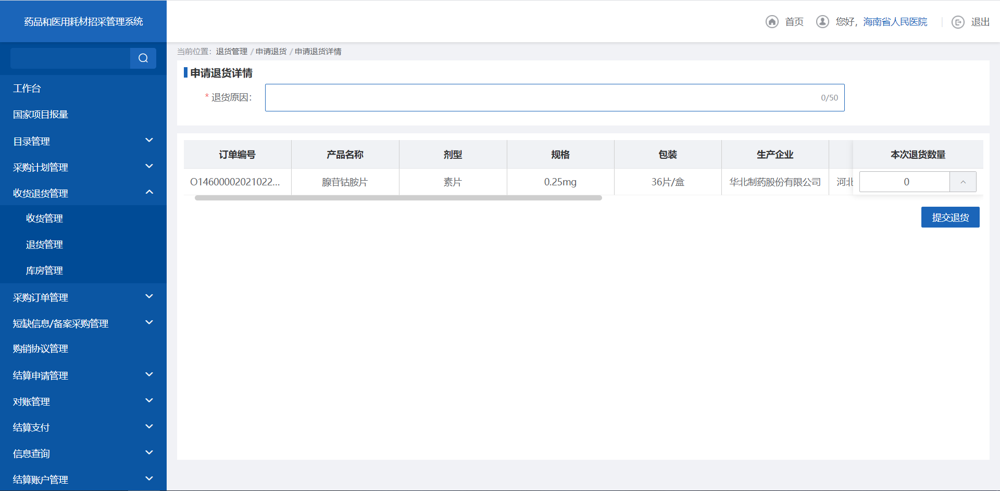 药品和医用耗材招采管理系统
首页
您好，海南省人民医院
退出
工作台
国家项目报量
目录管理
采购计划管理
收货退货管理
收货管理
退货管理
库房管理
采购订单管理
短缺信息/备案采购管理
购销协议管理
结算申请管理
对账管理
结算支付
信息查询
结算账户管理
当前位置： 退货管理 / 申请退货 / 申请退货详情
申请退货详情
* 退货原因： 0/50
订单编号 产品名称 剂型 规格 包装 生产企业 本次退货数量
O14600002021022... 腺苷钴胺片 素片 0.25mg 36片/盒 华北制药股份有限公司 河北 0
提交退货